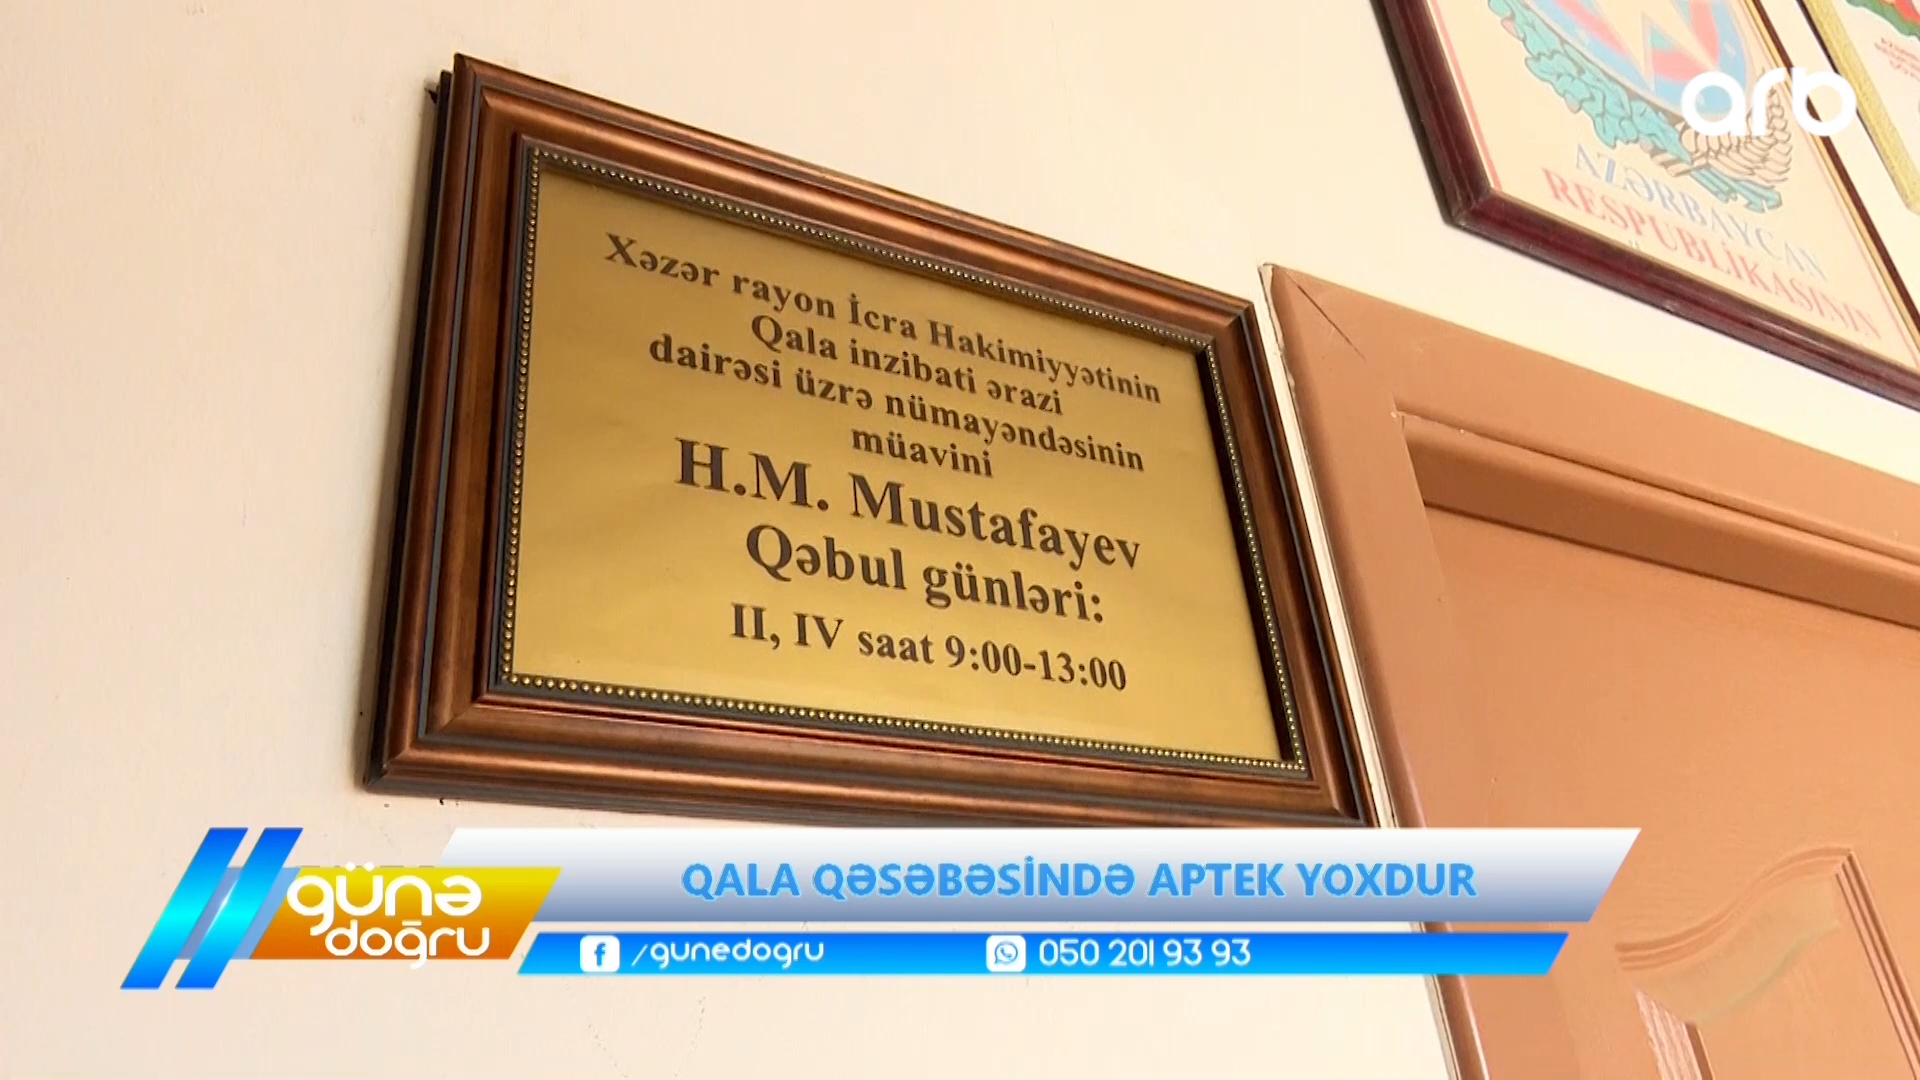 arb
AZƏRBAYCAN
RESPUBLİKASININ
Xəzər rayon İcra Hakimiyyətinin
Qala inzibati ərazi
dairəsi üzrə nümayəndəsinin
müavini
H.M. Mustafayev
Qəbul günləri:
II, IV saat 9:00-13:00
günə
doğru
QALA QƏSƏBƏSİNDƏ APTEK YOXDUR
/gunedogru
050 201 93 93